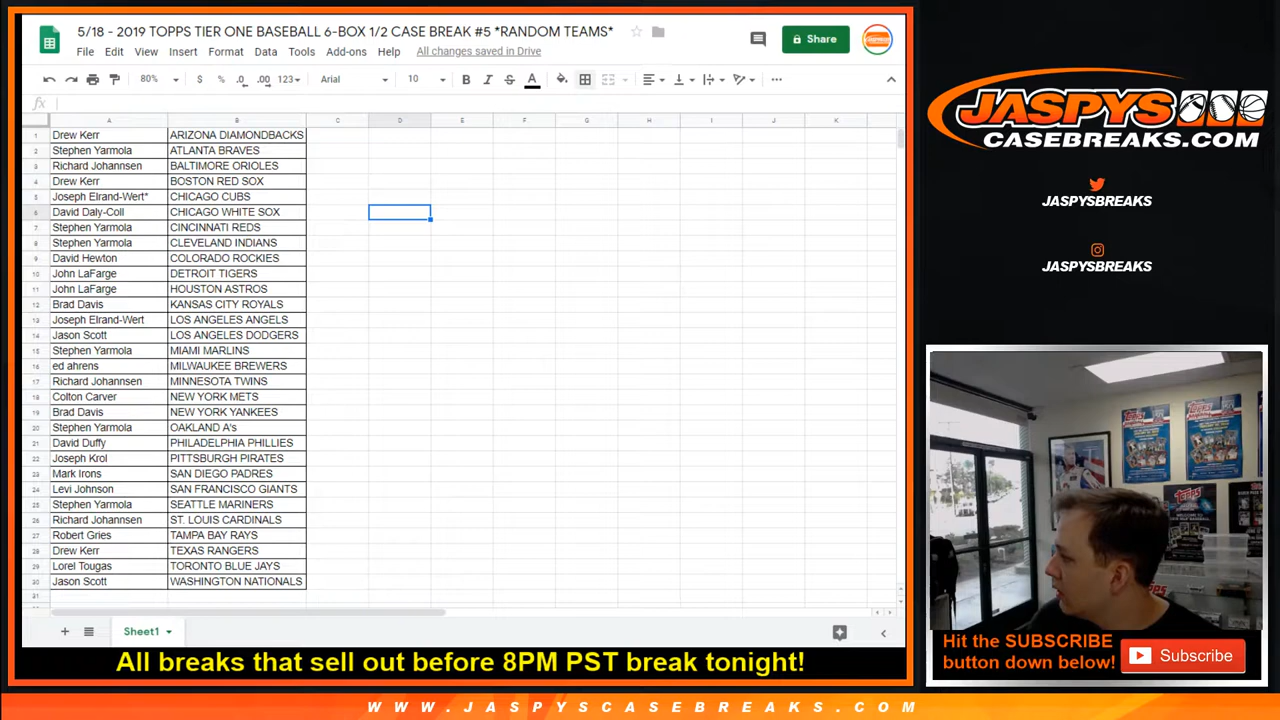 5/18 - 2019 TOPPS TIER ONE BASEBALL 6-BOX 1/2 CASE BREAK #5 *RANDOM TEAMS*
File Edit View Insert Format Data Tools Add-ons Help All changes saved in Drive
Share
80% $ % .0 .00 123 Arial 10 B I S A
fx
A B C D E F G H I J K
1 Drew Kerr ARIZONA DIAMONDBACKS
2 Stephen Yarmola ATLANTA BRAVES
3 Richard Johannsen BALTIMORE ORIOLES
4 Drew Kerr BOSTON RED SOX
5 Joseph Elrand-Wert* CHICAGO CUBS
6 David Daly-Coll CHICAGO WHITE SOX
7 Stephen Yarmola CINCINNATI REDS
8 Stephen Yarmola CLEVELAND INDIANS
9 David Hewton COLORADO ROCKIES
10 John LaFarge DETROIT TIGERS
11 John LaFarge HOUSTON ASTROS
12 Brad Davis KANSAS CITY ROYALS
13 Joseph Elrand-Wert LOS ANGELES ANGELS
14 Jason Scott LOS ANGELES DODGERS
15 Stephen Yarmola MIAMI MARLINS
16 ed ahrens MILWAUKEE BREWERS
17 Richard Johannsen MINNESOTA TWINS
18 Colton Carver NEW YORK METS
19 Brad Davis NEW YORK YANKEES
20 Stephen Yarmola OAKLAND A's
21 David Duffy PHILADELPHIA PHILLIES
22 Joseph Krol PITTSBURGH PIRATES
23 Mark Irons SAN DIEGO PADRES
24 Levi Johnson SAN FRANCISCO GIANTS
25 Stephen Yarmola SEATTLE MARINERS
26 Richard Johannsen ST. LOUIS CARDINALS
27 Robert Gries TAMPA BAY RAYS
28 Drew Kerr TEXAS RANGERS
29 Lorel Tougas TORONTO BLUE JAYS
30 Jason Scott WASHINGTON NATIONALS
31
Sheet1
All breaks that sell out before 8PM PST break tonight!
JASPYS
CASEBREAKS.COM
JASPYSBREAKS
JASPYSBREAKS
TOPPS
Hit the SUBSCRIBE
button down below!
Subscribe
WWW.JASPYSCASEBREAKS.COM